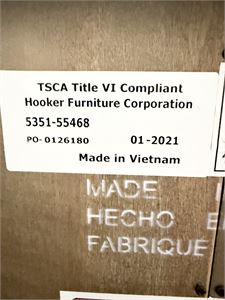 TSCA Title VI Compliant
Hooker Furniture Corporation
5351-55468
PO- 0126180 01-2021
Made in Vietnam
MADE
HECHO
FABRIQUE